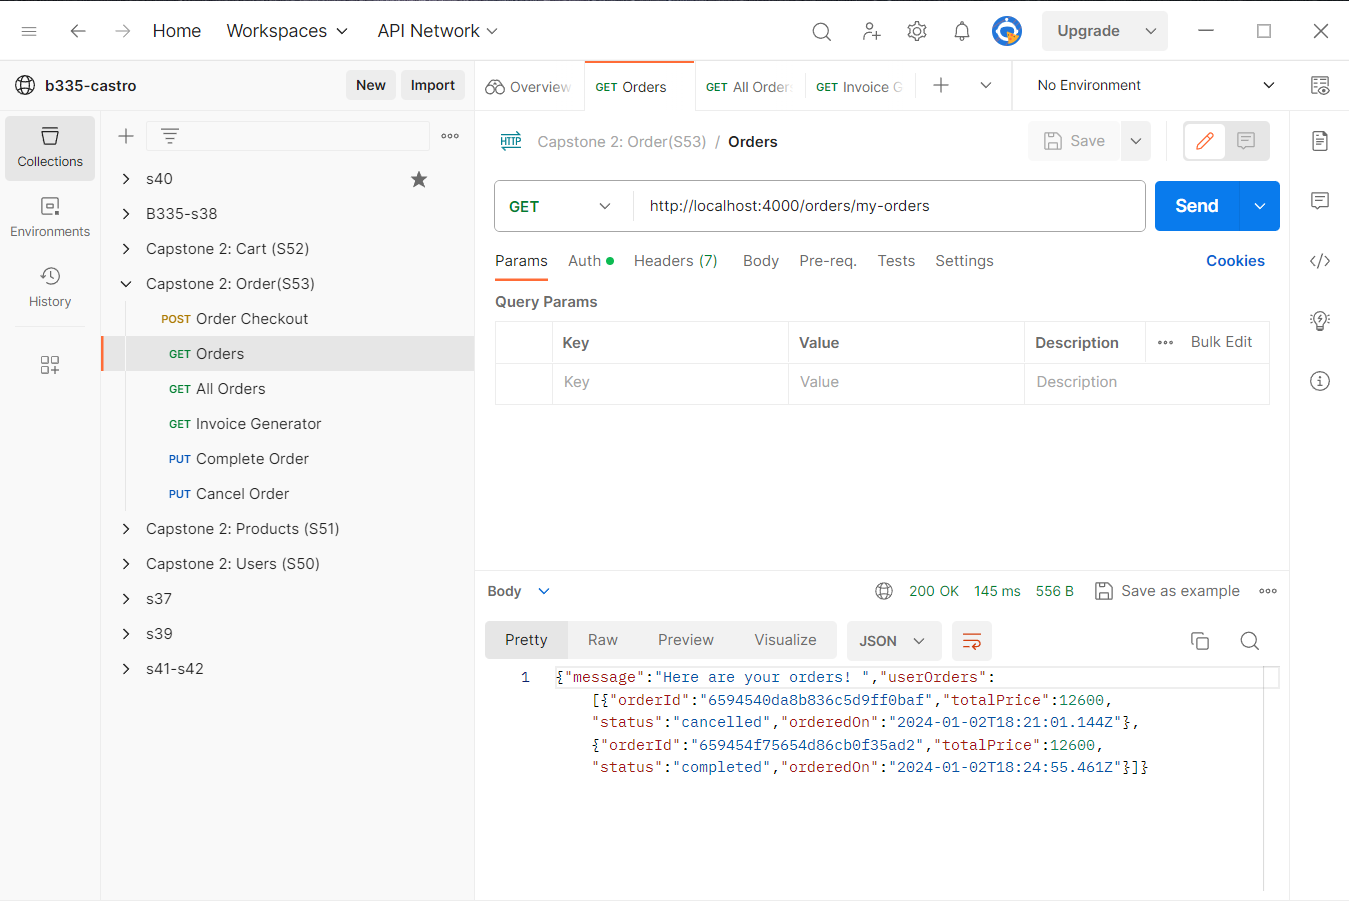 Home
Workspaces
API Network
Upgrade
b335-castro
New
Import
Overview
GET Orders
GET All Orders
GET Invoice G
No Environment
Collections
Environments
History
s40
B335-s38
Capstone 2: Cart (S52)
Capstone 2: Order(S53)
POST Order Checkout
GET Orders
GET All Orders
GET Invoice Generator
PUT Complete Order
PUT Cancel Order
Capstone 2: Products (S51)
Capstone 2: Users (S50)
s37
s39
s41-s42
HTTP
Capstone 2: Order(S53) / Orders
Save
GET
http://localhost:4000/orders/my-orders
Send
Params
Auth
Headers (7)
Body
Pre-req.
Tests
Settings
Cookies
Query Params
Key
Value
Description
Bulk Edit
Key
Value
Description
Body
200 OK
145 ms
556 B
Save as example
Pretty
Raw
Preview
Visualize
JSON
1
{"message":"Here are your orders! ","userOrders":
[{"orderId":"6594540da8b836c5d9ff0baf","totalPrice":12600,
"status":"cancelled","orderedOn":"2024-01-02T18:21:01.144Z"},
{"orderId":"659454f75654d86cb0f35ad2","totalPrice":12600,
"status":"completed","orderedOn":"2024-01-02T18:24:55.461Z"}]}